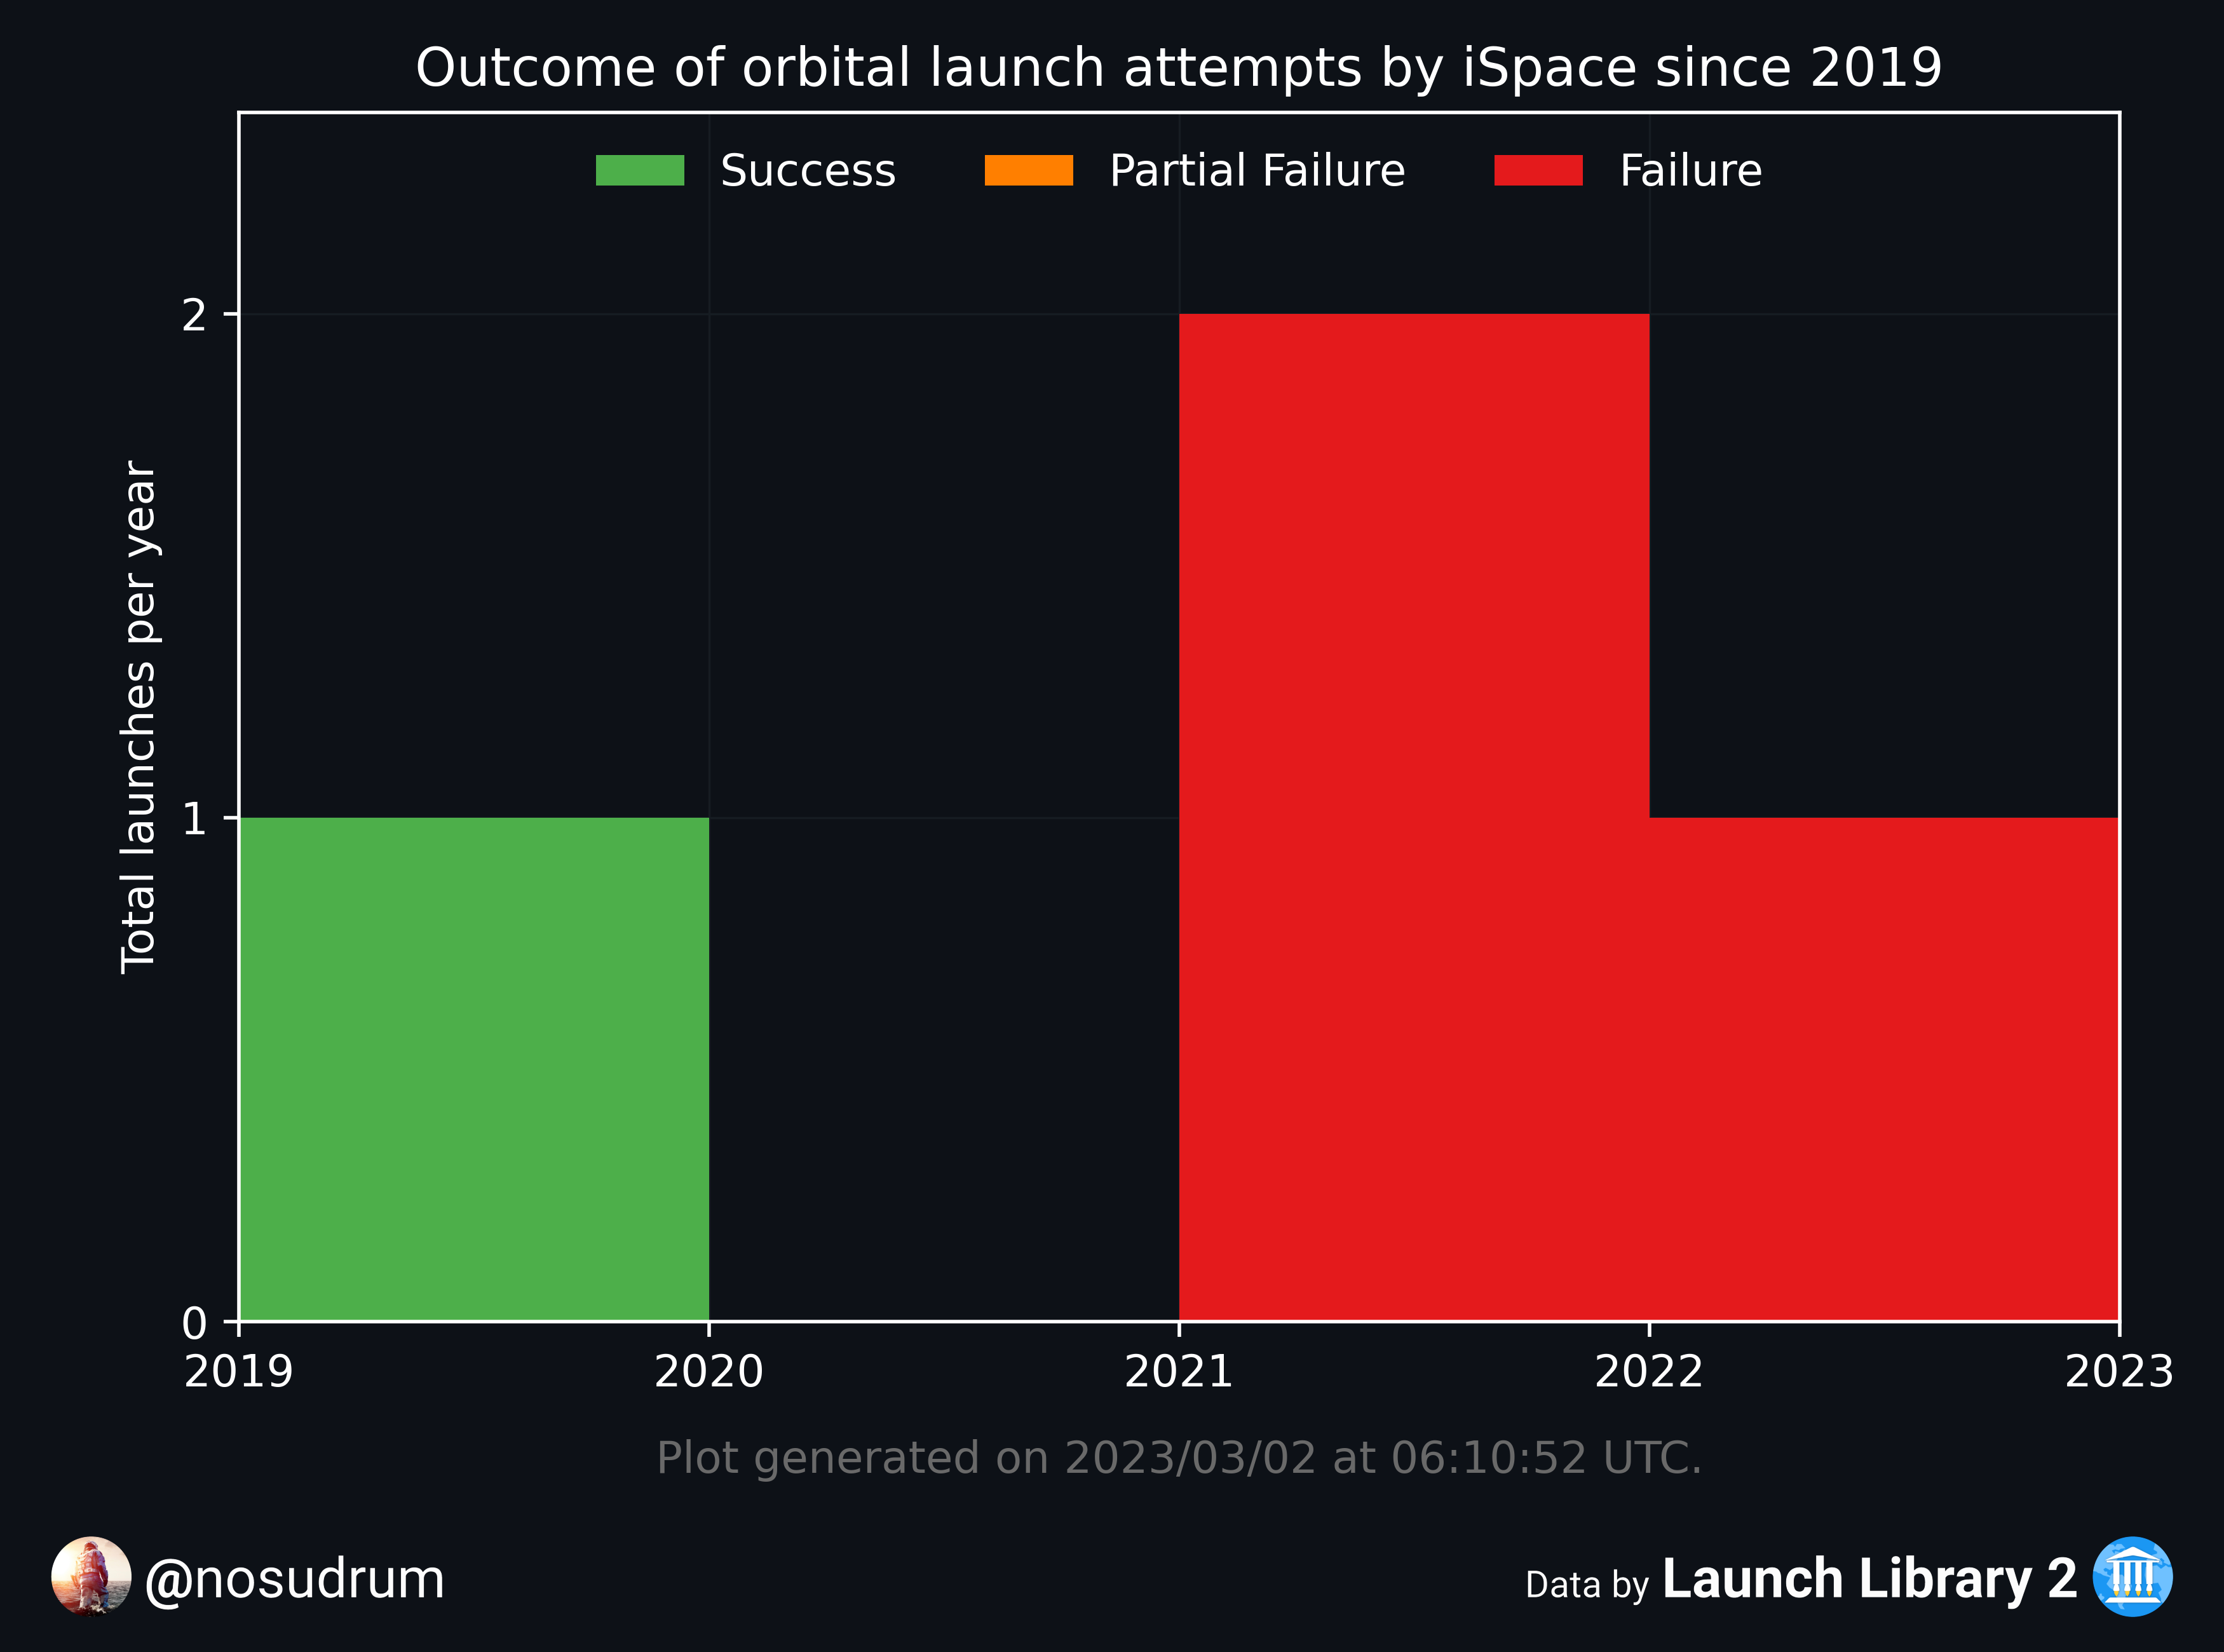 Outcome of orbital launch attempts by iSpace since 2019
Success Partial Failure Failure
Total launches per year
2
1
0
2019 2020 2021 2022 2023
Plot generated on 2023/03/02 at 06:10:52 UTC.
@nosudrum
Data by Launch Library 2